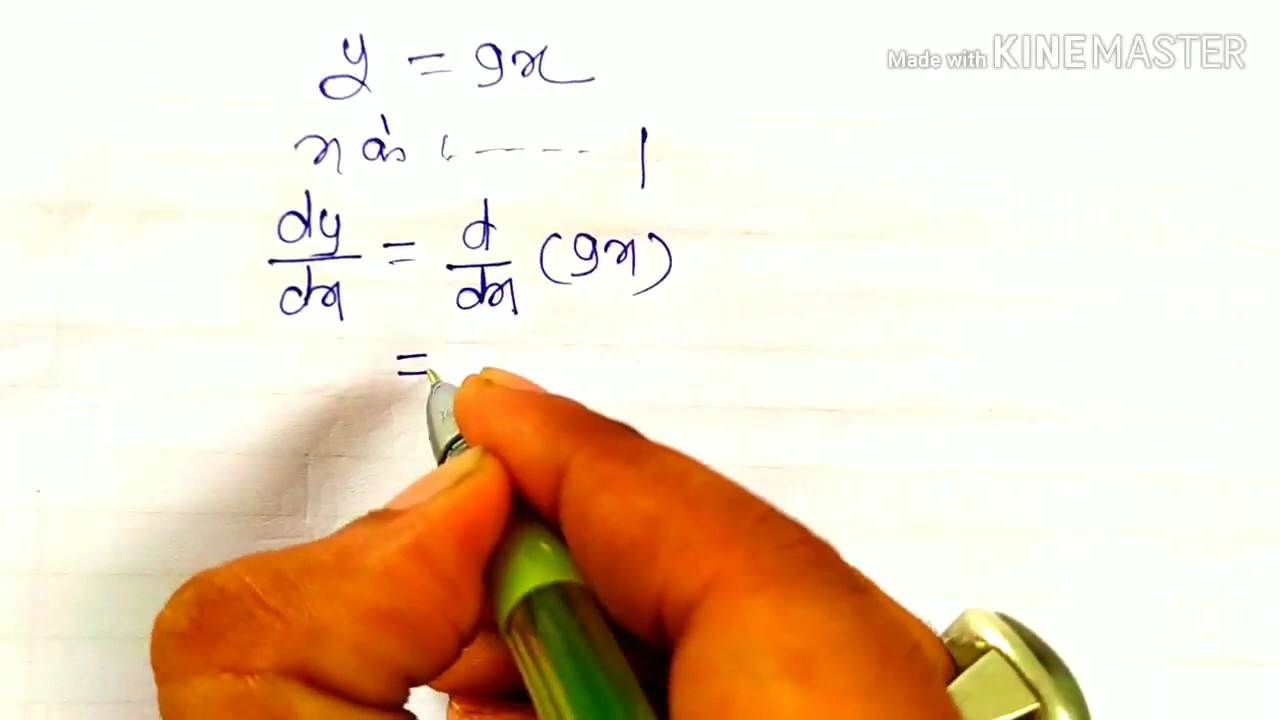 Made with KINEMASTER
y = 9x
x के ----- |
dy/dx = d/dx (9x)
=